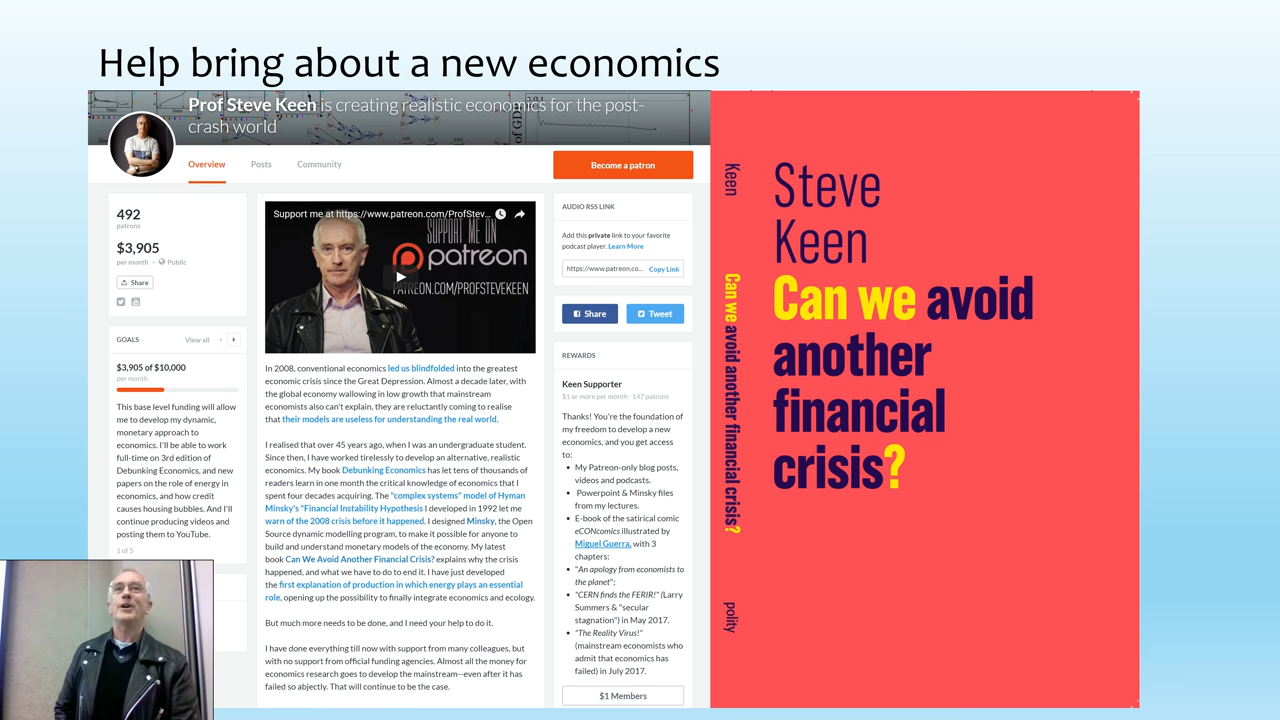 Help bring about a new economics
Prof Steve Keen is creating realistic economics for the post-
crash world
Overview
Posts
Community
Become a patron
492
patrons
$3,905
per month · Public
Share
GOALS
View all
$3,905 of $10,000
per month
This base level funding will allow
me to develop my dynamic,
monetary approach to
economics. I'll be able to work
full-time on 3rd edition of
Debunking Economics, and new
papers on the role of energy in
economics, and how credit
causes housing bubbles. And I'll
continue producing videos and
posting them to YouTube.
1 of 5
Support me at https://www.patreon.com/ProfStev...
SUPPORT ME ON
patreon
PATREON.COM/PROFSTEVEKEEN
In 2008, conventional economics led us blindfolded into the greatest
economic crisis since the Great Depression. Almost a decade later, with
the global economy wallowing in low growth that mainstream
economists also can't explain, they are reluctantly coming to realise
that their models are useless for understanding the real world.
I realised that over 45 years ago, when I was an undergraduate student.
Since then, I have worked tirelessly to develop an alternative, realistic
economics. My book Debunking Economics has let tens of thousands of
readers learn in one month the critical knowledge of economics that I
spent four decades acquiring. The "complex systems" model of Hyman
Minsky's "Financial Instability Hypothesis I developed in 1992 let me
warn of the 2008 crisis before it happened. I designed Minsky, the Open
Source dynamic modelling program, to make it possible for anyone to
build and understand monetary models of the economy. My latest
book Can We Avoid Another Financial Crisis? explains why the crisis
happened, and what we have to do to end it. I have just developed
the first explanation of production in which energy plays an essential
role, opening up the possibility to finally integrate economics and ecology.
But much more needs to be done, and I need your help to do it.
I have done everything till now with support from many colleagues, but
with no support from official funding agencies. Almost all the money for
economics research goes to develop the mainstream--even after it has
failed so abjectly. That will continue to be the case.
AUDIO RSS LINK
Add this private link to your favorite
podcast player. Learn More
https://www.patreon.co... Copy Link
Share
Tweet
REWARDS
Keen Supporter
$1 or more per month · 147 patrons
Thanks! You're the foundation of
my freedom to develop a new
economics, and you get access
to:
• My Patreon-only blog posts,
videos and podcasts.
• Powerpoint & Minsky files
from my lectures.
• E-book of the satirical comic
eCONcomics illustrated by
Miguel Guerra, with 3
chapters:
• "An apology from economists to
the planet";
• "CERN finds the FERIR!" (Larry
Summers & "secular
stagnation") in May 2017.
• "The Reality Virus!"
(mainstream economists who
admit that economics has
failed) in July 2017.
$1 Members
Keen
Can we avoid another financial crisis?
polity
Steve
Keen
Can we avoid
another
financial
crisis?